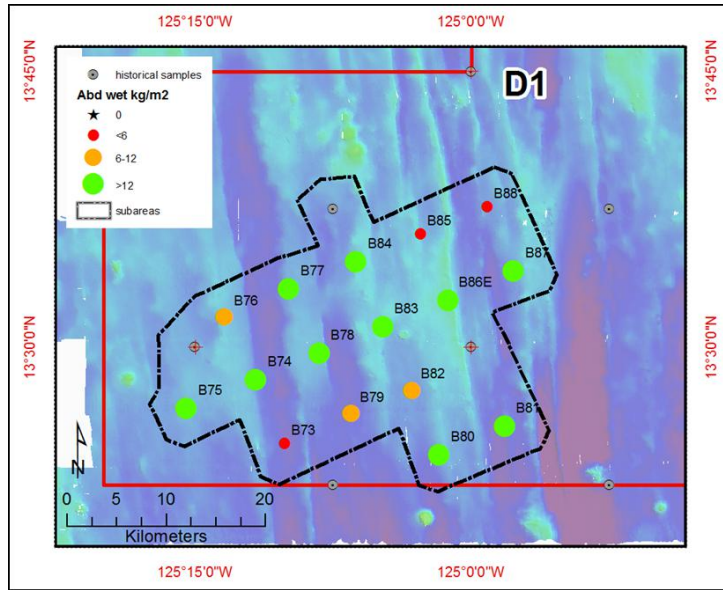 125°15'0"W
125°0'0"W
13°45'0"N
13°45'0"N
D1
historical samples
Abd wet kg/m2
0
<6
6-12
>12
subareas
B88
B85
B84
B87
B77
B86E
B76
B83
B78
13°30'0"N
13°30'0"N
B74
B82
B75
B79
B81
B73
B80
N
0 5 10 20
Kilometers
125°15'0"W
125°0'0"W